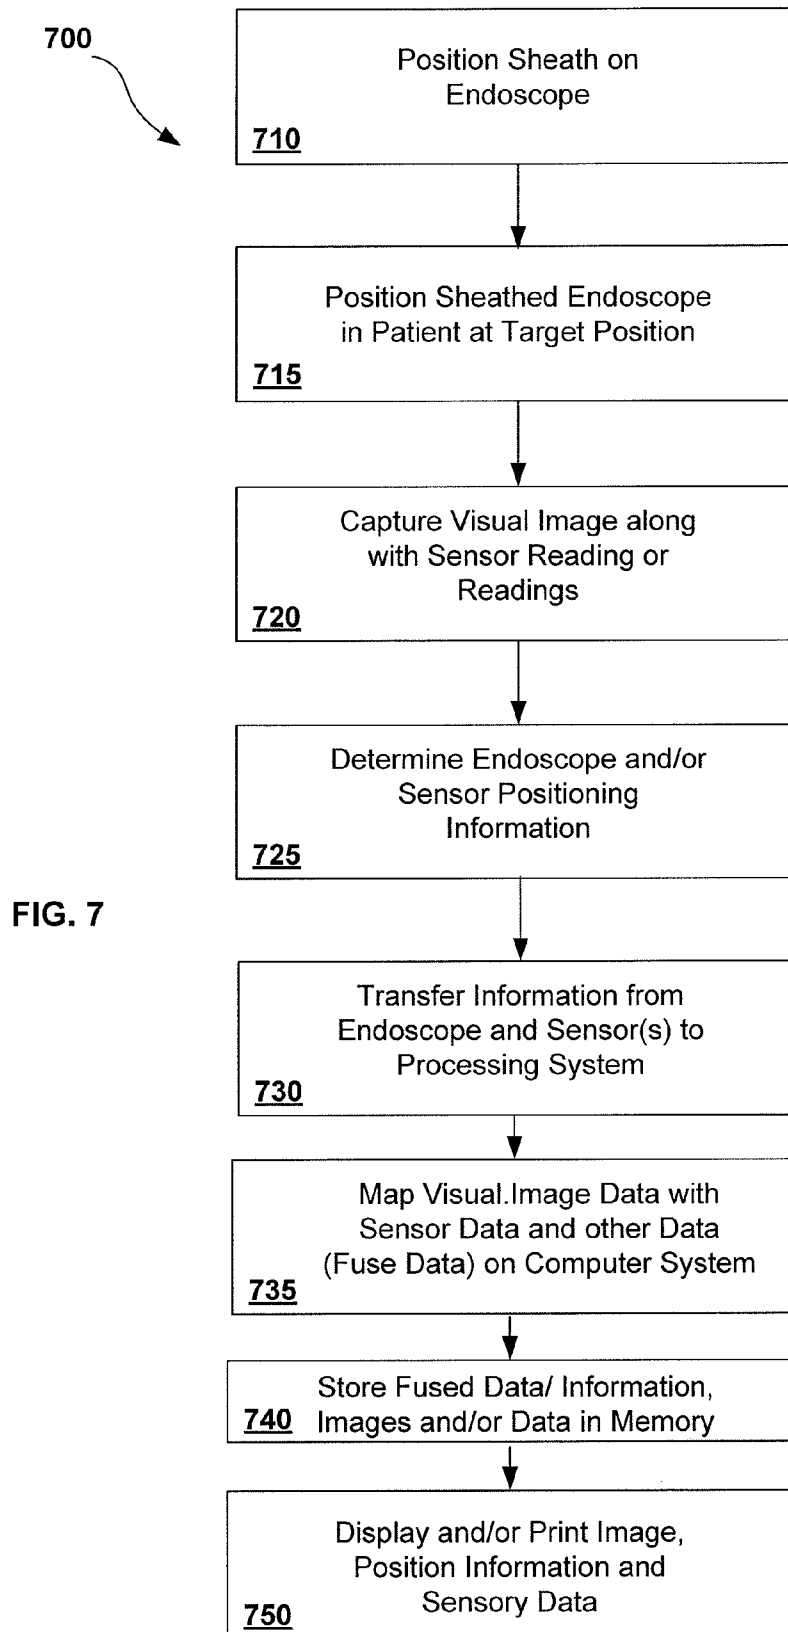 700
Position Sheath on
Endoscope
710
Position Sheathed Endoscope
in Patient at Target Position
715
Capture Visual Image along
with Sensor Reading or
Readings
720
Determine Endoscope and/or
Sensor Positioning
Information
725
FIG. 7
Transfer Information from
Endoscope and Sensor(s) to
Processing System
730
Map Visual.Image Data with
Sensor Data and other Data
(Fuse Data) on Computer System
735
Store Fused Data/ Information,
Images and/or Data in Memory
740
Display and/or Print Image,
Position Information and
Sensory Data
750